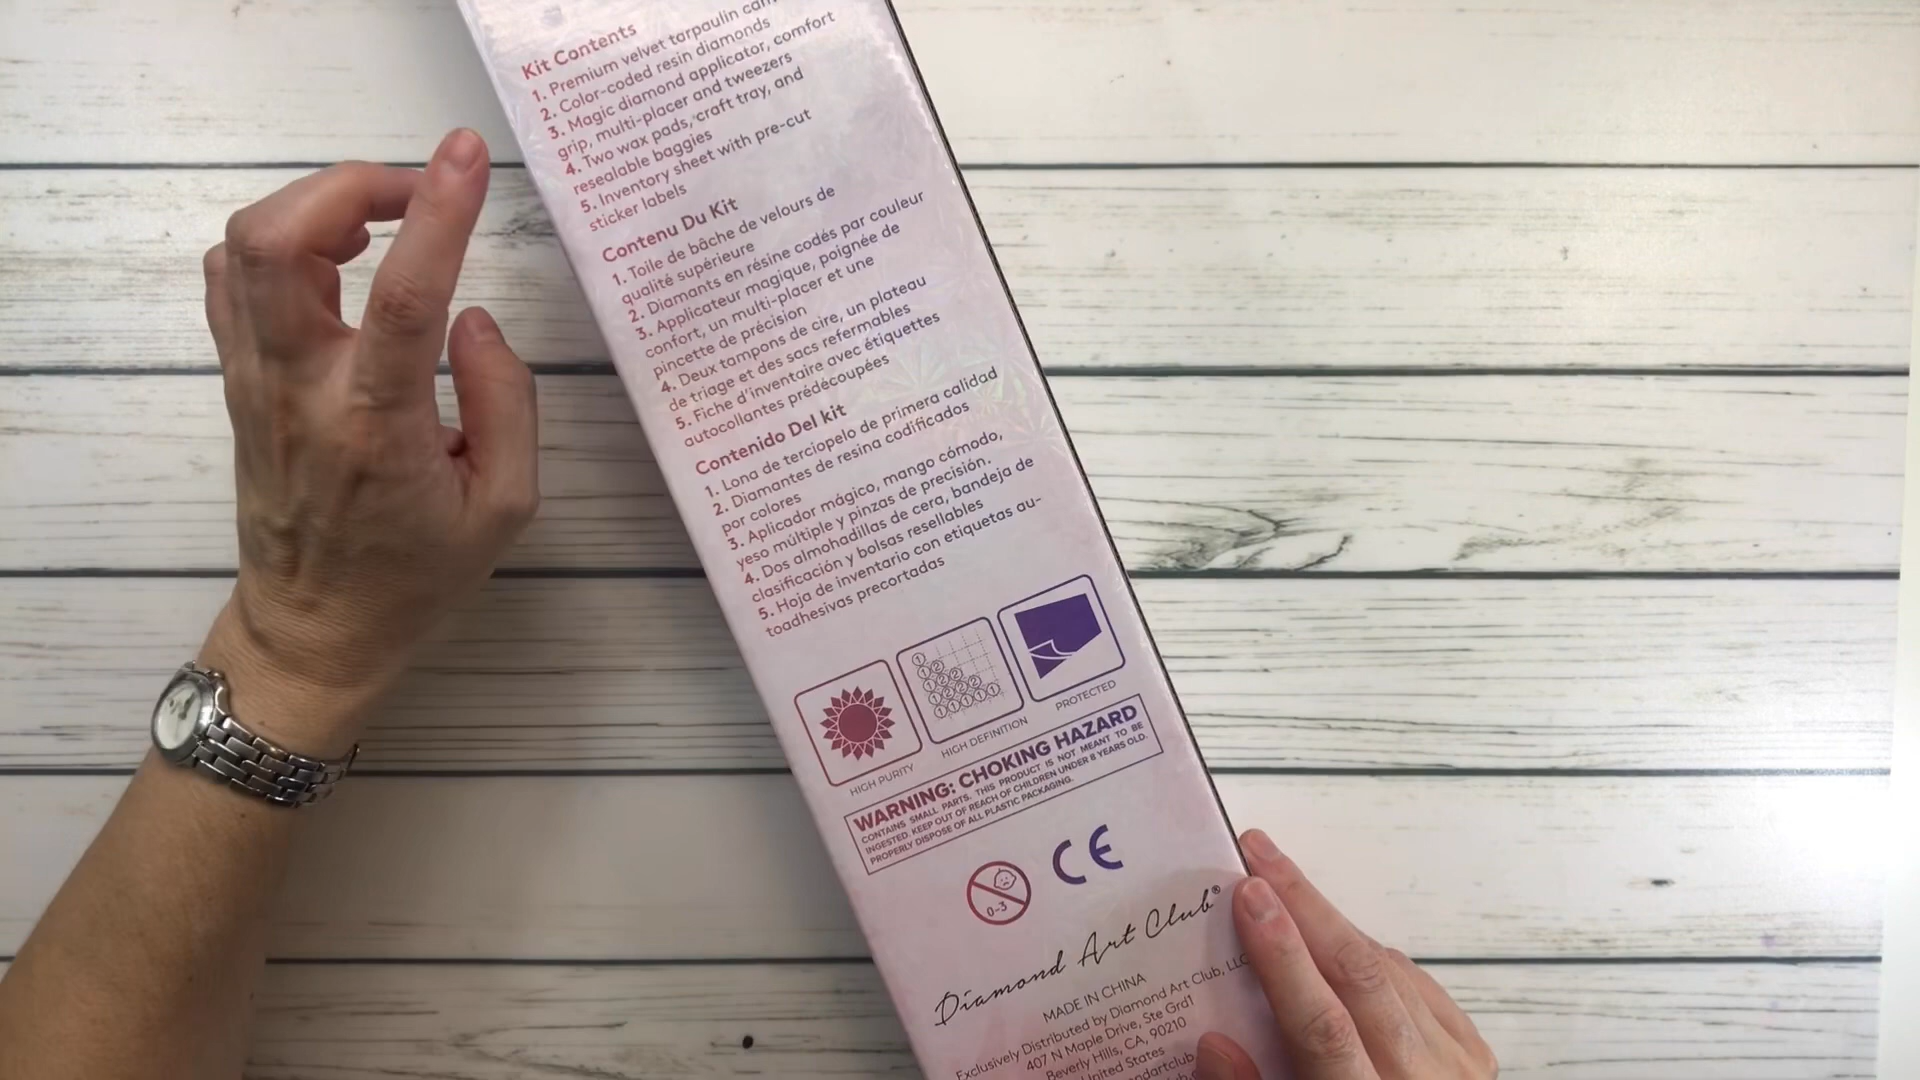 Kit Contents
1. Premium velvet tarpaulin
2. Color-coded resin diamonds
3. Magic diamond applicator, comfort
grip, multi-placer and tweezers
4. Two wax pads, craft tray, and
resealable baggies
5. Inventory sheet with pre-cut
sticker labels
Contenu Du Kit
1. Toile de bâche de velours de
qualité supérieure
2. Diamants en résine codés par couleur
3. Applicateur magique, poignée de
confort, un multi-placer et une
pincette de précision
4. Deux tampons de cire, un plateau
de triage et des sacs refermables
5. Fiche d'inventaire avec étiquettes
autocollantes prédécoupées
Contenido Del kit
1. Lona de terciopelo de primera calidad
2. Diamantes de resina codificados
por colores
3. Aplicador mágico, mango cómodo,
yeso múltiple y pinzas de precisión.
4. Dos almohadillas de cera, bandeja de
clasificación y bolsas resellables
5. Hoja de inventario con etiquetas au-
toadhesivas precortadas
HIGH PURITY
HIGH DEFINITION
PROTECTED
WARNING: CHOKING HAZARD
CONTAINS SMALL PARTS. THIS PRODUCT IS NOT MEANT TO BE
INGESTED. KEEP OUT OF REACH OF CHILDREN UNDER 8 YEARS OLD.
PROPERLY DISPOSE OF ALL PLASTIC PACKAGING.
0-3
CE
Diamond Art Club®
MADE IN CHINA
Exclusively Distributed by Diamond Art Club, LLC
407 N Maple Drive, Ste Grd1
Beverly Hills, CA, 90210
United States